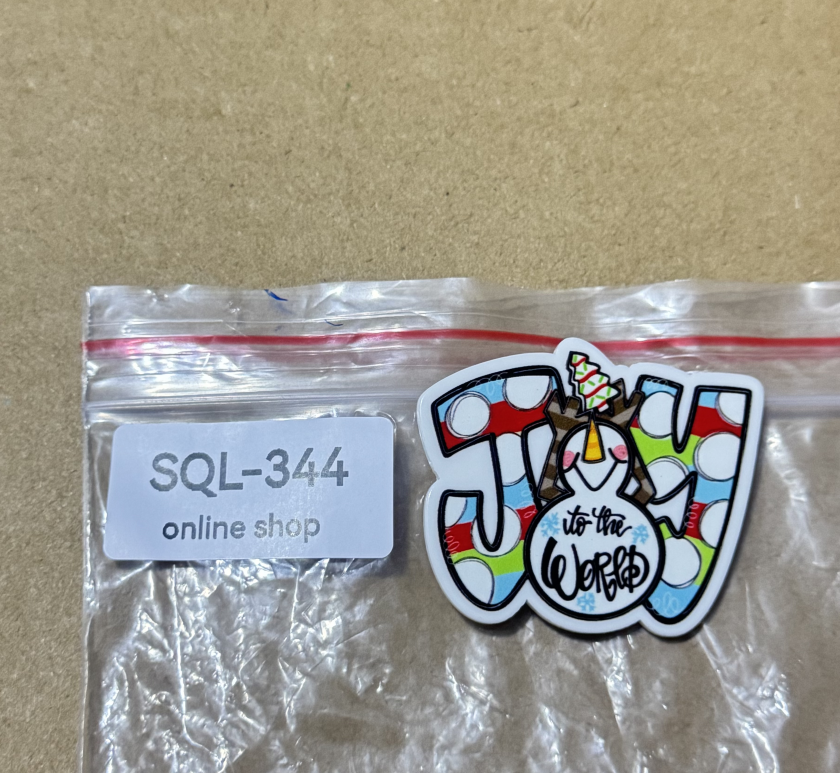 SQL-344
online shop
JOY
to the
WORLD